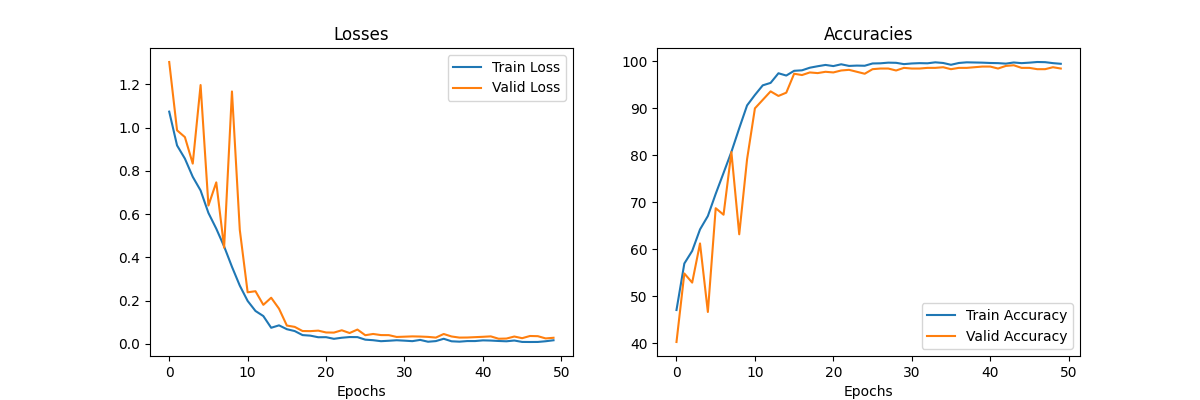 Losses
Train Loss
Valid Loss
1.2
1.0
0.8
0.6
0.4
0.2
0.0
0 10 20 30 40 50
Epochs
Accuracies
100
90
80
70
60
50
40
Train Accuracy
Valid Accuracy
0 10 20 30 40 50
Epochs